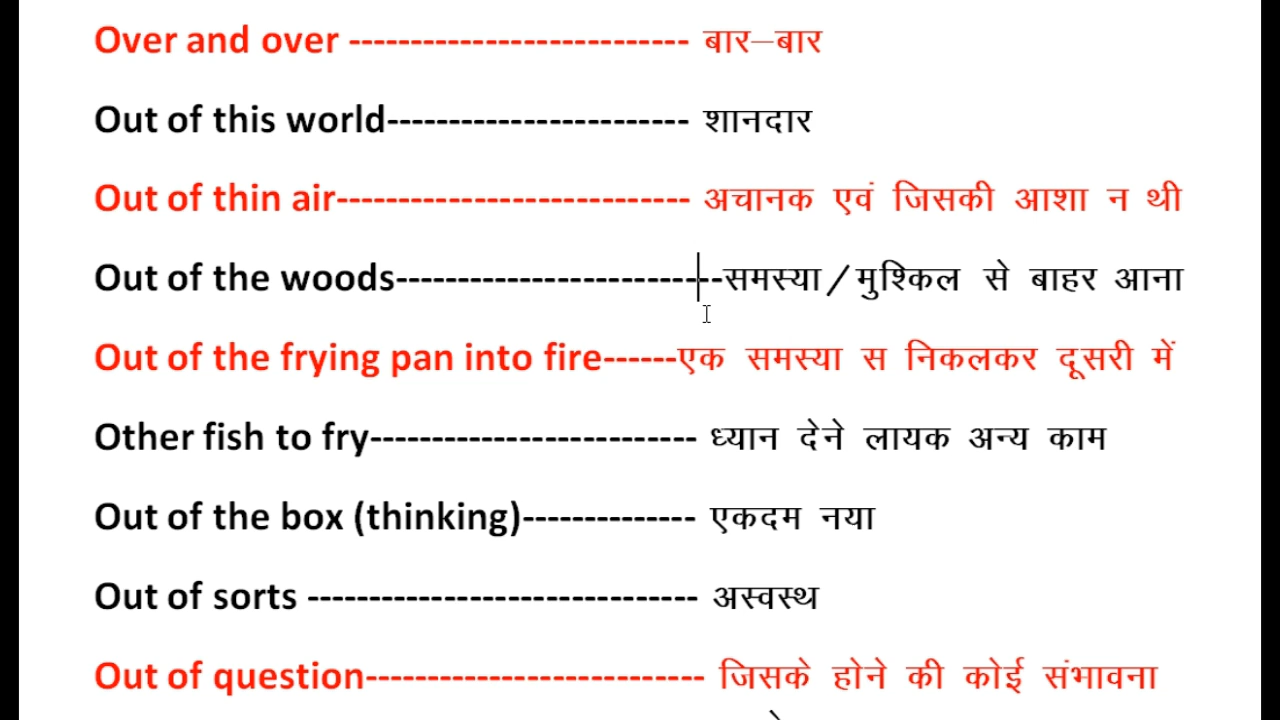 Over and over --------------------------- बार–बार
Out of this world------------------------ शानदार
Out of thin air---------------------------- अचानक एवं जिसकी आशा न थी
Out of the woods--------------------------समस्या/मुश्किल से बाहर आना
Out of the frying pan into fire------एक समस्या स निकलकर दूसरी में
Other fish to fry-------------------------- ध्यान देने लायक अन्य काम
Out of the box (thinking)-------------- एकदम नया
Out of sorts ------------------------------- अस्वस्थ
Out of question--------------------------- जिसके होने की कोई संभावना